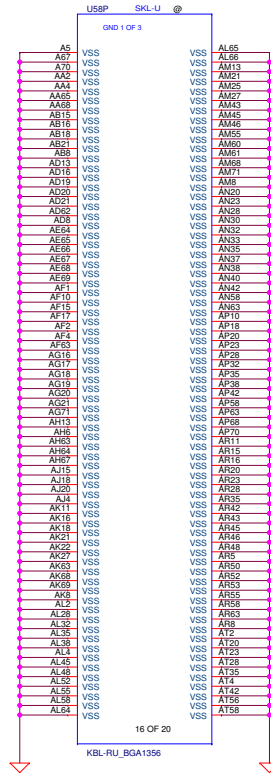 U58P SKL-U @
GND 1 OF 3
A5 VSS VSS AL65
A67 VSS VSS AL66
A70 VSS VSS AM13
AA2 VSS VSS AM21
AA4 VSS VSS AM25
AA65 VSS VSS AM27
AA68 VSS VSS AM43
AB15 VSS VSS AM45
AB16 VSS VSS AM46
AB18 VSS VSS AM55
AB21 VSS VSS AM60
AB8 VSS VSS AM61
AD13 VSS VSS AM68
AD16 VSS VSS AM71
AD19 VSS VSS AM8
AD20 VSS VSS AN20
AD21 VSS VSS AN23
AD62 VSS VSS AN28
AD8 VSS VSS AN30
AE64 VSS VSS AN32
AE65 VSS VSS AN33
AE66 VSS VSS AN35
AE67 VSS VSS AN37
AE68 VSS VSS AN38
AE69 VSS VSS AN40
AF1 VSS VSS AN42
AF10 VSS VSS AN58
AF15 VSS VSS AN63
AF17 VSS VSS AP10
AF2 VSS VSS AP18
AF4 VSS VSS AP20
AF63 VSS VSS AP23
AG16 VSS VSS AP28
AG17 VSS VSS AP32
AG18 VSS VSS AP35
AG19 VSS VSS AP38
AG20 VSS VSS AP42
AG21 VSS VSS AP58
AG71 VSS VSS AP63
AH13 VSS VSS AP68
AH6 VSS VSS AP70
AH63 VSS VSS AR11
AH64 VSS VSS AR15
AH67 VSS VSS AR16
AJ15 VSS VSS AR20
AJ18 VSS VSS AR23
AJ20 VSS VSS AR28
AJ4 VSS VSS AR35
AK11 VSS VSS AR42
AK16 VSS VSS AR43
AK18 VSS VSS AR45
AK21 VSS VSS AR46
AK22 VSS VSS AR48
AK27 VSS VSS AR5
AK63 VSS VSS AR50
AK68 VSS VSS AR52
AK69 VSS VSS AR53
AK8 VSS VSS AR55
AL2 VSS VSS AR58
AL28 VSS VSS AR63
AL32 VSS VSS AR8
AL35 VSS VSS AT2
AL38 VSS VSS AT20
AL4 VSS VSS AT23
AL45 VSS VSS AT28
AL48 VSS VSS AT35
AL52 VSS VSS AT4
AL55 VSS VSS AT42
AL58 VSS VSS AT56
AL64 VSS VSS AT58
16 OF 20
KBL-RU_BGA1356